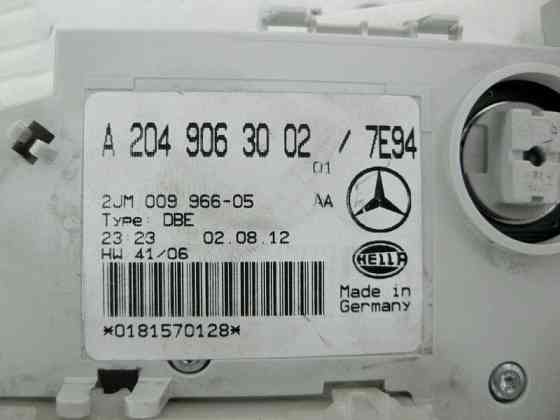 A 204 906 30 02 / 7E94
01
2JM 009 966-05 AA
Type: DBE
23:23 02.08.12
HW 41/06
HELLA
Made in
Germany
*0181570128*